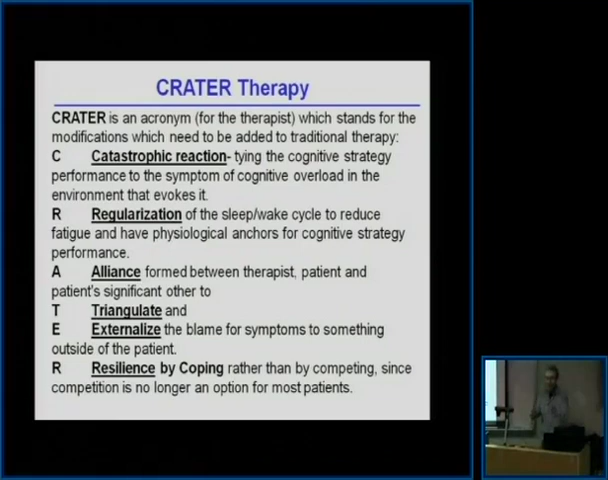 CRATER Therapy
CRATER is an acronym (for the therapist) which stands for the
modifications which need to be added to traditional therapy:
C Catastrophic reaction- tying the cognitive strategy
performance to the symptom of cognitive overload in the
environment that evokes it.
R Regularization of the sleep/wake cycle to reduce
fatigue and have physiological anchors for cognitive strategy
performance.
A Alliance formed between therapist, patient and
patient's significant other to
T Triangulate and
E Externalize the blame for symptoms to something
outside of the patient.
R Resilience by Coping rather than by competing, since
competition is no longer an option for most patients.